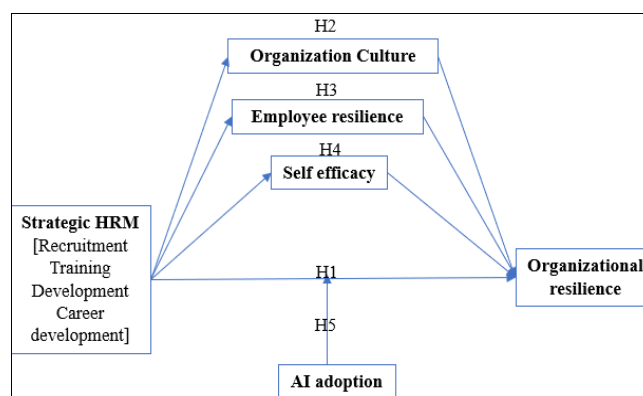 H2
Organization Culture
H3
Employee resilience
H4
Self efficacy
Strategic HRM
[Recruitment
Training
Development
Career
development]
H1
Organizational
resilience
H5
AI adoption